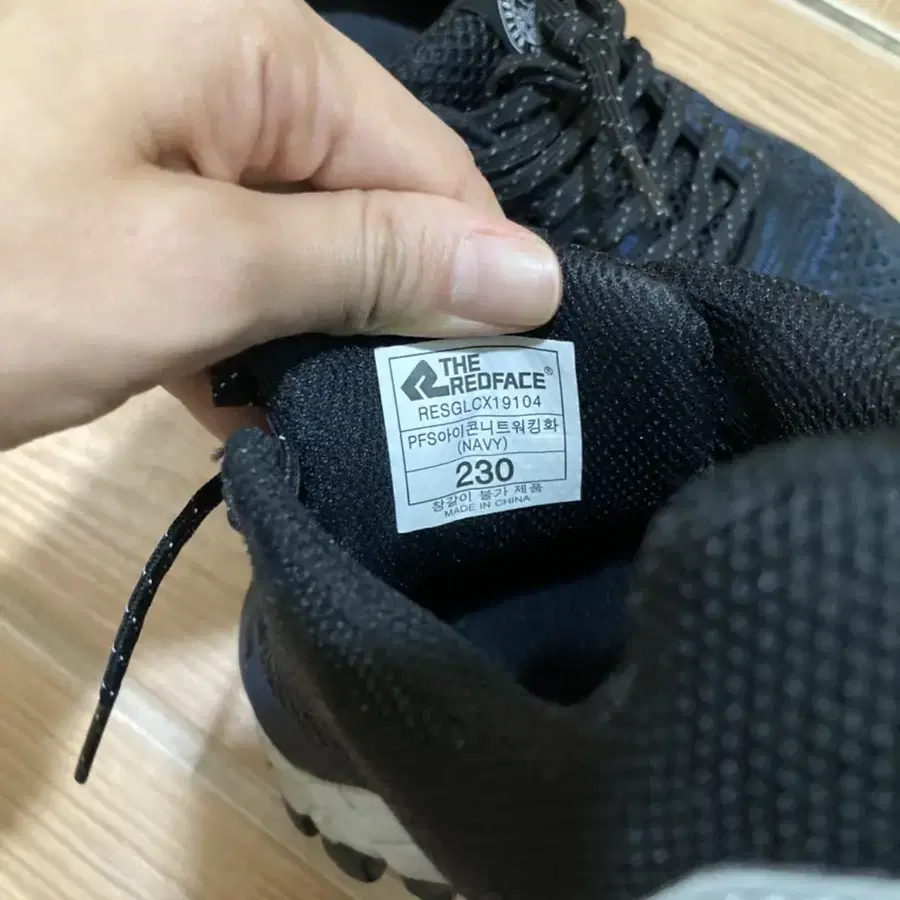 THE
REDFACE®
RESGLCX19104
PFS아이콘니트워킹화
(NAVY)
230
창갈이 불가 제품
MADE IN CHINA